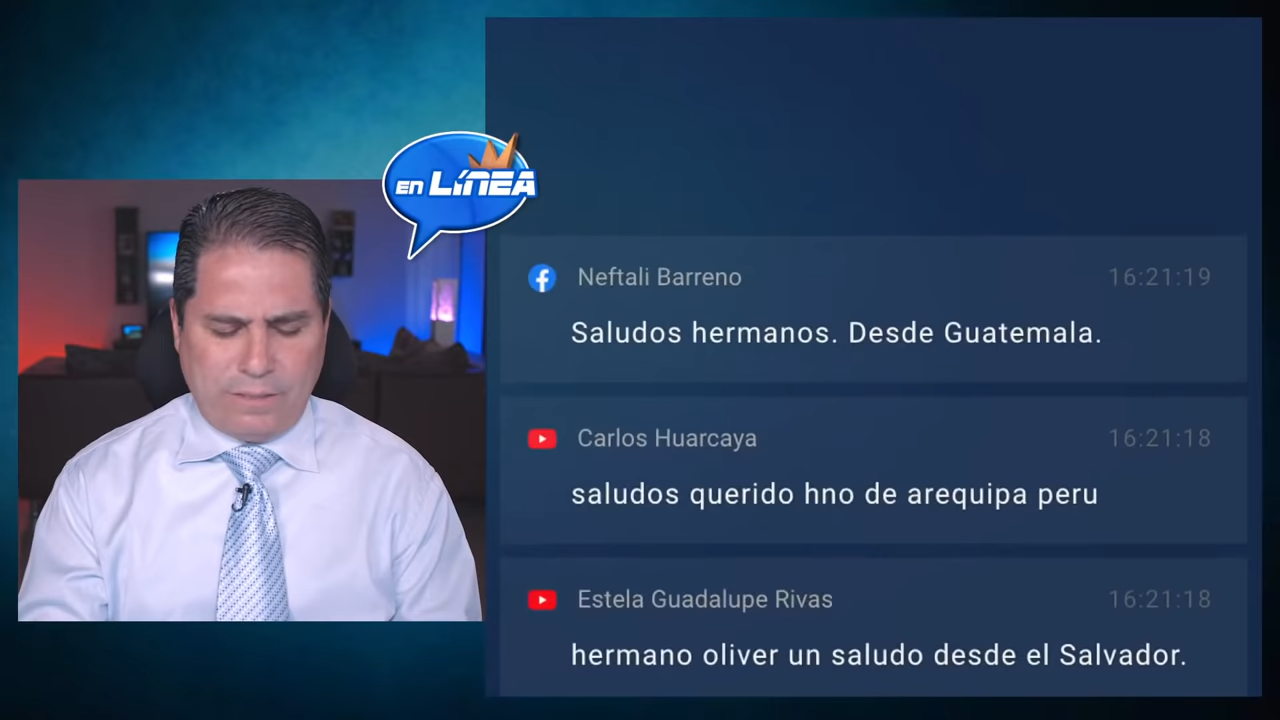 en LÍNEA
Neftali Barreno
16:21:19
Saludos hermanos. Desde Guatemala.
Carlos Huarcaya
16:21:18
saludos querido hno de arequipa peru
Estela Guadalupe Rivas
16:21:18
hermano oliver un saludo desde el Salvador.